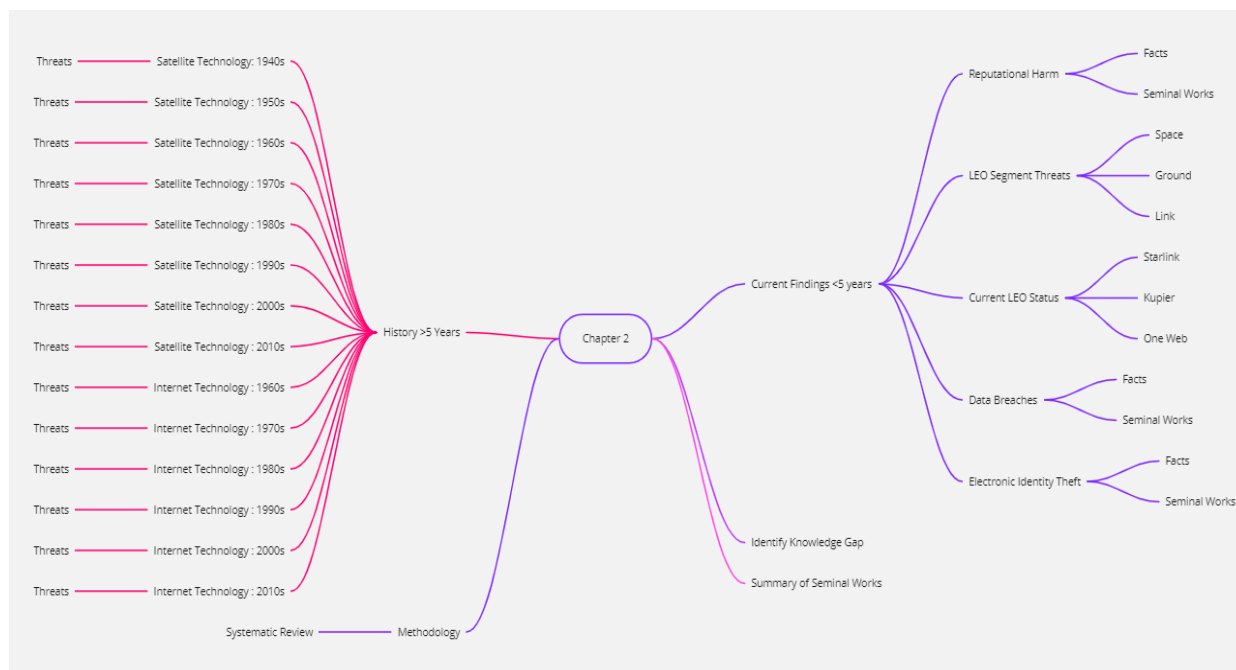 Threats
Satellite Technology: 1940s
Threats
Satellite Technology : 1950s
Threats
Satellite Technology : 1960s
Threats
Satellite Technology : 1970s
Threats
Satellite Technology : 1980s
Threats
Satellite Technology : 1990s
Threats
Satellite Technology : 2000s
Threats
Satellite Technology : 2010s
Threats
Internet Technology : 1960s
Threats
Internet Technology : 1970s
Threats
Internet Technology : 1980s
Threats
Internet Technology : 1990s
Threats
Internet Technology : 2000s
Threats
Internet Technology : 2010s
History >5 Years
Systematic Review
Methodology
Chapter 2
Current Findings <5 years
Reputational Harm
Facts
Seminal Works
LEO Segment Threats
Space
Ground
Link
Current LEO Status
Starlink
Kupier
One Web
Data Breaches
Facts
Seminal Works
Electronic Identity Theft
Facts
Seminal Works
Identify Knowledge Gap
Summary of Seminal Works